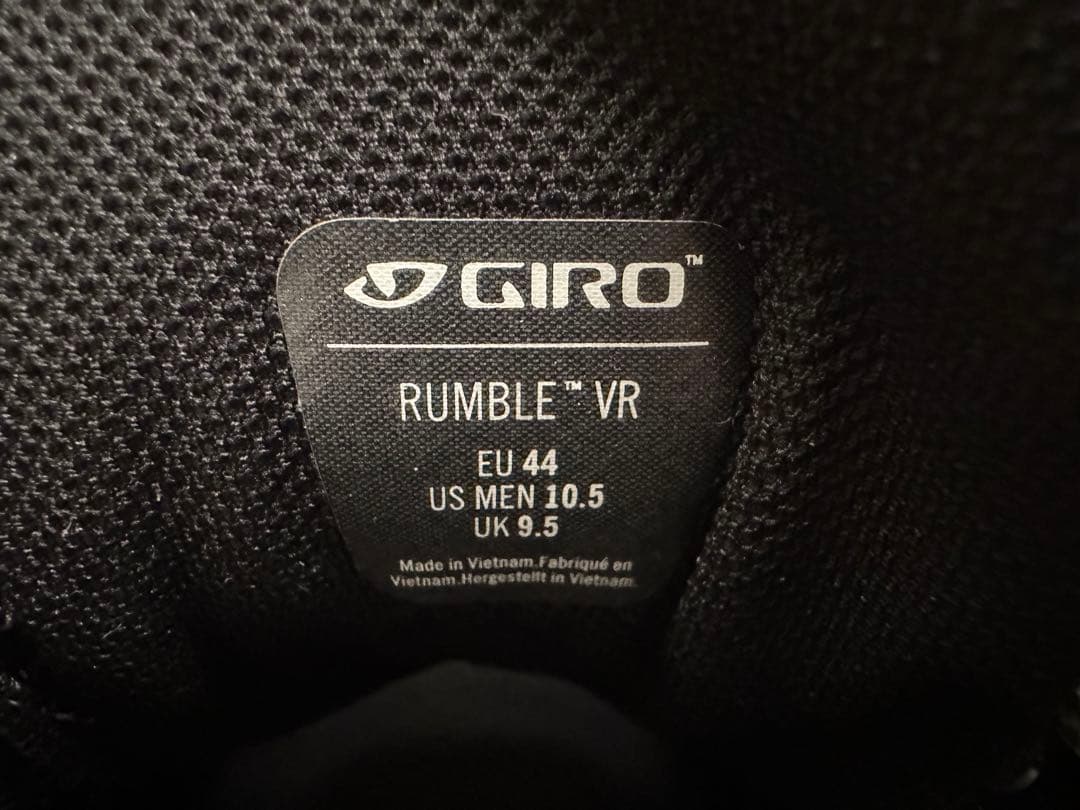 GIRO™
RUMBLE™ VR
EU 44
US MEN 10.5
UK 9.5
Made in Vietnam.Fabriqué en
Vietnam.Hergestellt in Vietnam.